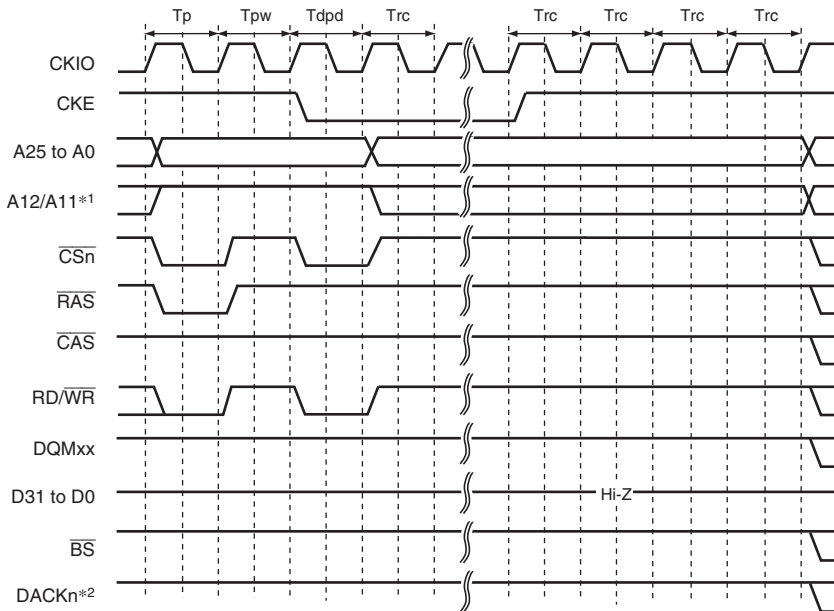 Tp Tpw Tdpd Trc Trc Trc Trc Trc
CKIO
CKE
A25 to A0
A12/A11*1
CSn
RAS
CAS
RD/WR
DQMxx
D31 to D0 Hi-Z
BS
DACKn*2